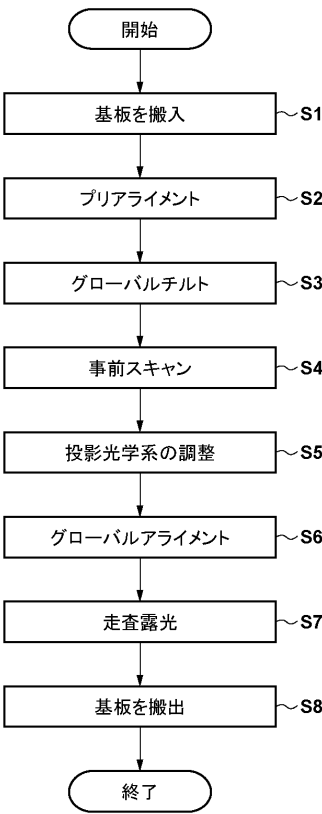 開始
基板を搬入 S1
プリアライメント S2
グローバルチルト S3
事前スキャン S4
投影光学系の調整 S5
グローバルアライメント S6
走査露光 S7
基板を搬出 S8
終了